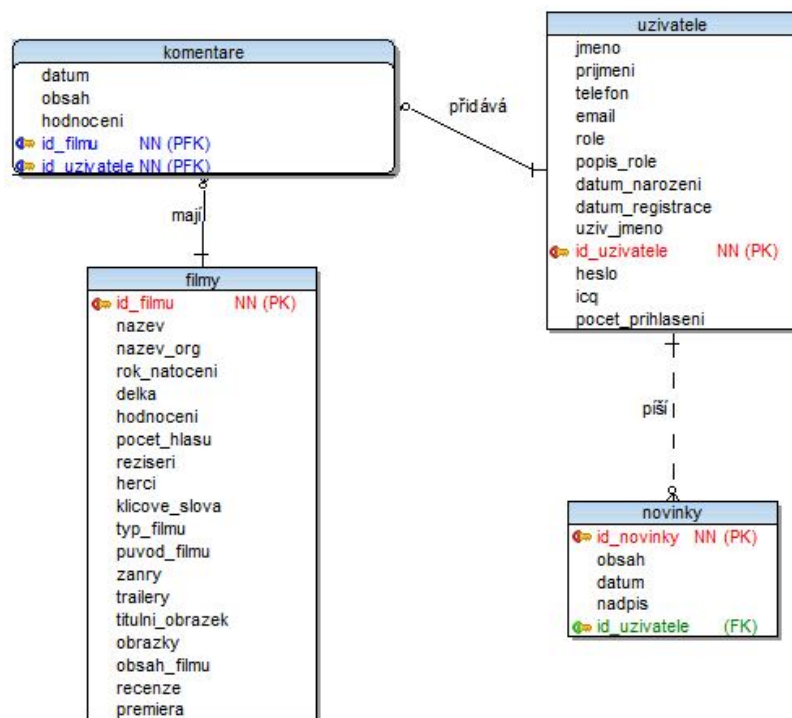 komentare
datum
obsah
hodnoceni
id_filmu NN (PFK)
id_uzivatele NN (PFK)
přidává
uzivatele
jmeno
prijmeni
telefon
email
role
popis_role
datum_narozeni
datum_registrace
uziv_jmeno
id_uzivatele NN (PK)
heslo
icq
pocet_prihlaseni
mají
filmy
id_filmu NN (PK)
nazev
nazev_org
rok_natoceni
delka
hodnoceni
pocet_hlasu
reziseri
herci
klicove_slova
typ_filmu
puvod_filmu
zanry
trailery
titulni_obrazek
obrazky
obsah_filmu
recenze
premiera
píší
novinky
id_novinky NN (PK)
obsah
datum
nadpis
id_uzivatele (FK)